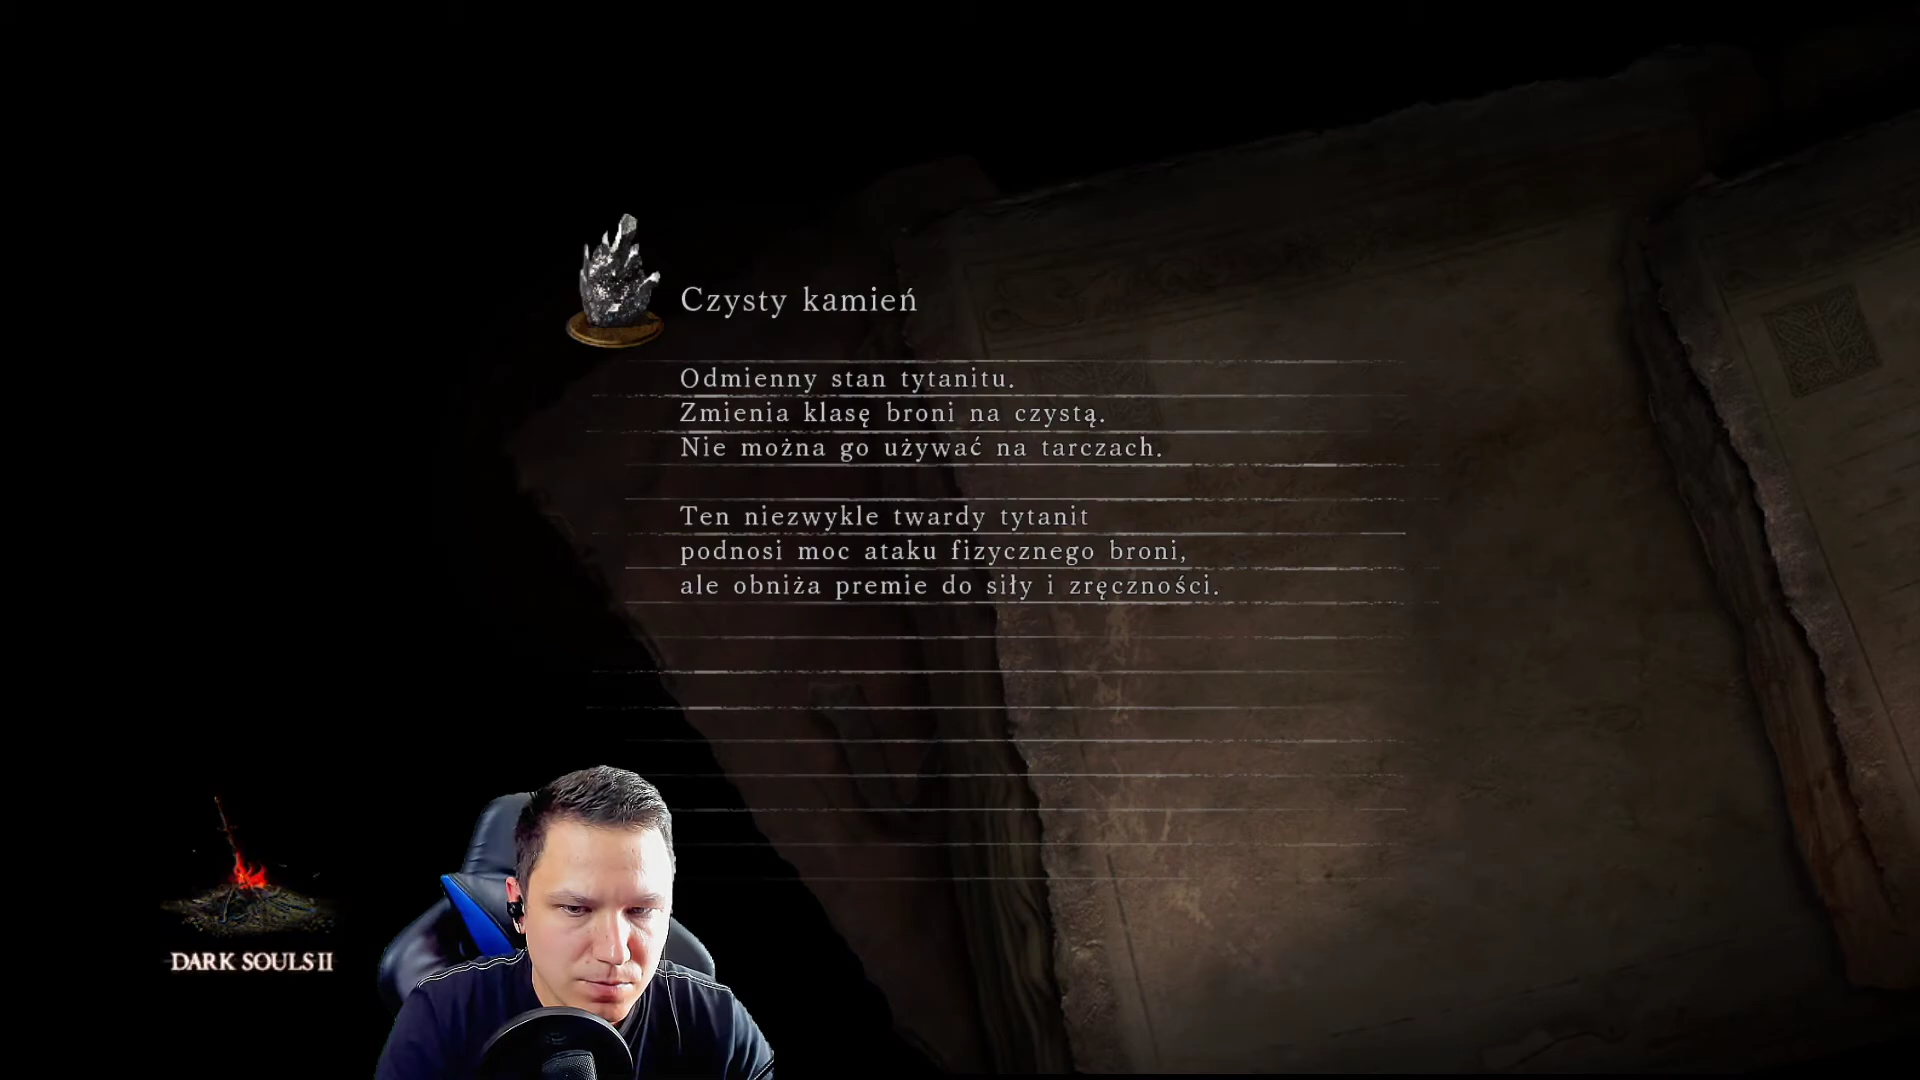 Czysty kamień
Odmienny stan tytanitu.
Zmienia klasę broni na czystą.
Nie można go używać na tarczach.
Ten niezwykle twardy tytanit
podnosi moc ataku fizycznego broni,
ale obniża premie do siły i zręczności.
DARK SOULS II